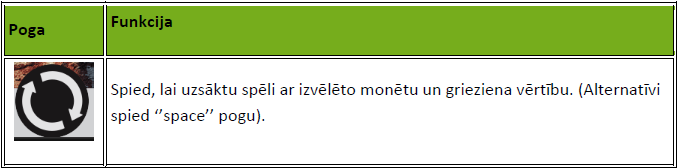 Poga
Funkcija
Spied, lai uzsāktu spēli ar izvēlēto monētu un grieziena vērtību. (Alternatīvi
spied ‘’space’’ pogu).